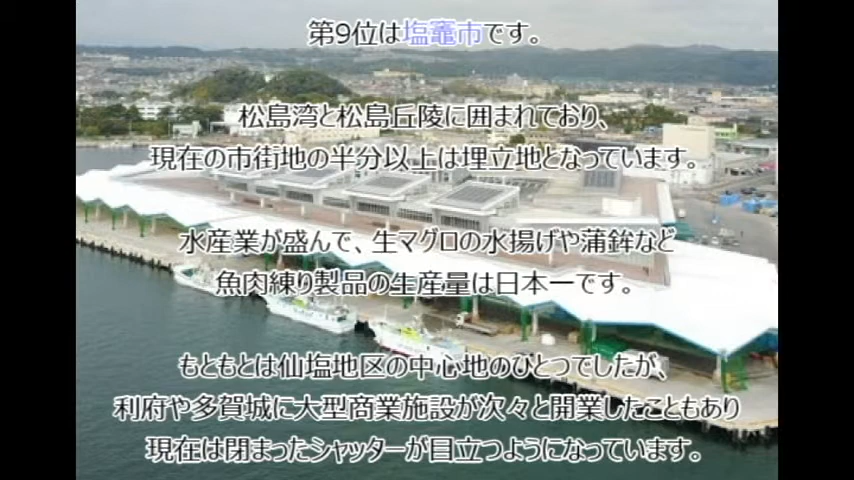 第9位は塩竈市です。
松島湾と松島丘陵に囲まれており、
現在の市街地の半分以上は埋立地となっています。
水産業が盛んで、生マグロの水揚げや蒲鉾など
魚肉練り製品の生産量は日本一です。
もともとは仙塩地区の中心地のひとつでしたが、
利府や多賀城に大型商業施設が次々と開業したこともあり
現在は閉まったシャッターが目立つようになっています。